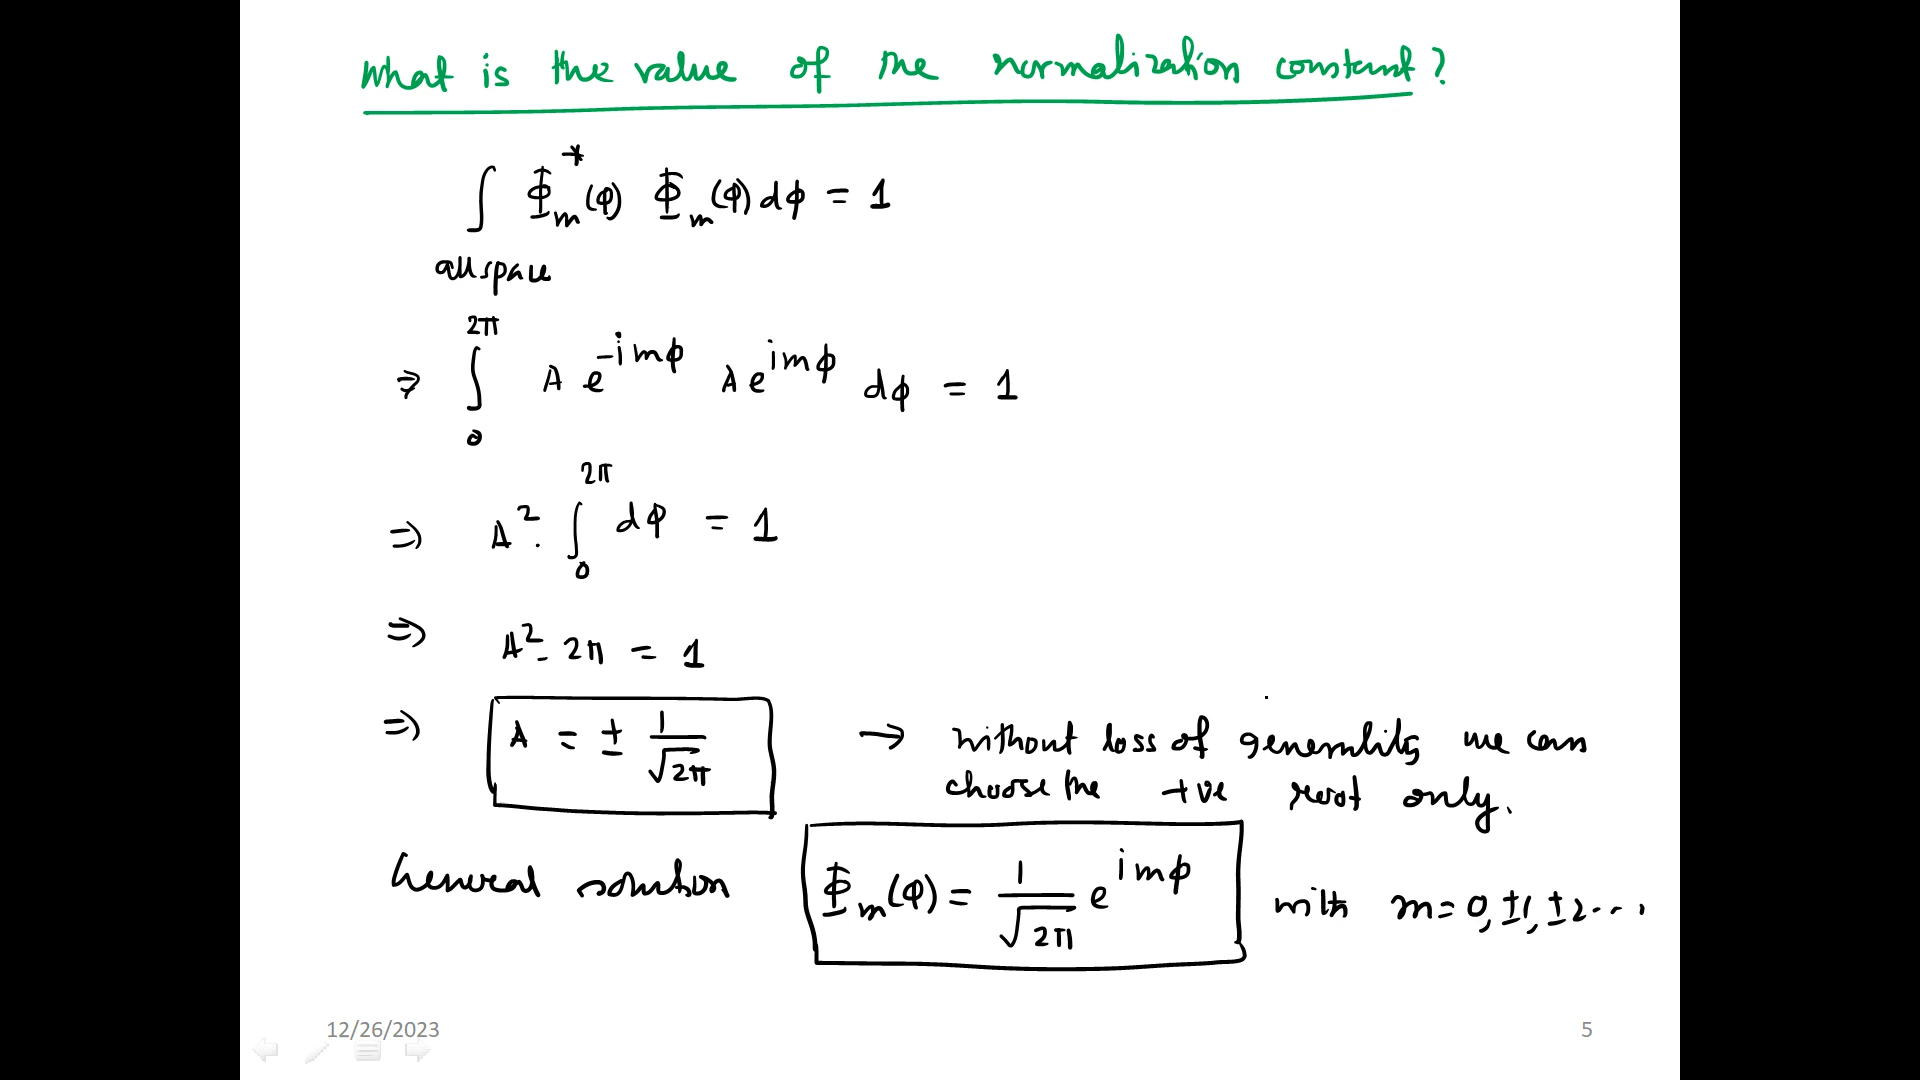 What is the value of the normalization constant?
∫ Φₘ*(φ) Φₘ(φ) dφ = 1
all space
⇒ ∫₀^{2π} A e^{-imφ} A e^{imφ} dφ = 1
⇒ A² · ∫₀^{2π} dφ = 1
⇒ A² · 2π = 1
⇒ A = ± 1/√2π → without loss of generality we can
choose the +ve root only.
General solution Φₘ(φ) = 1/√2π e^{imφ} with m = 0, ±1, ±2 ....
12/26/2023 5